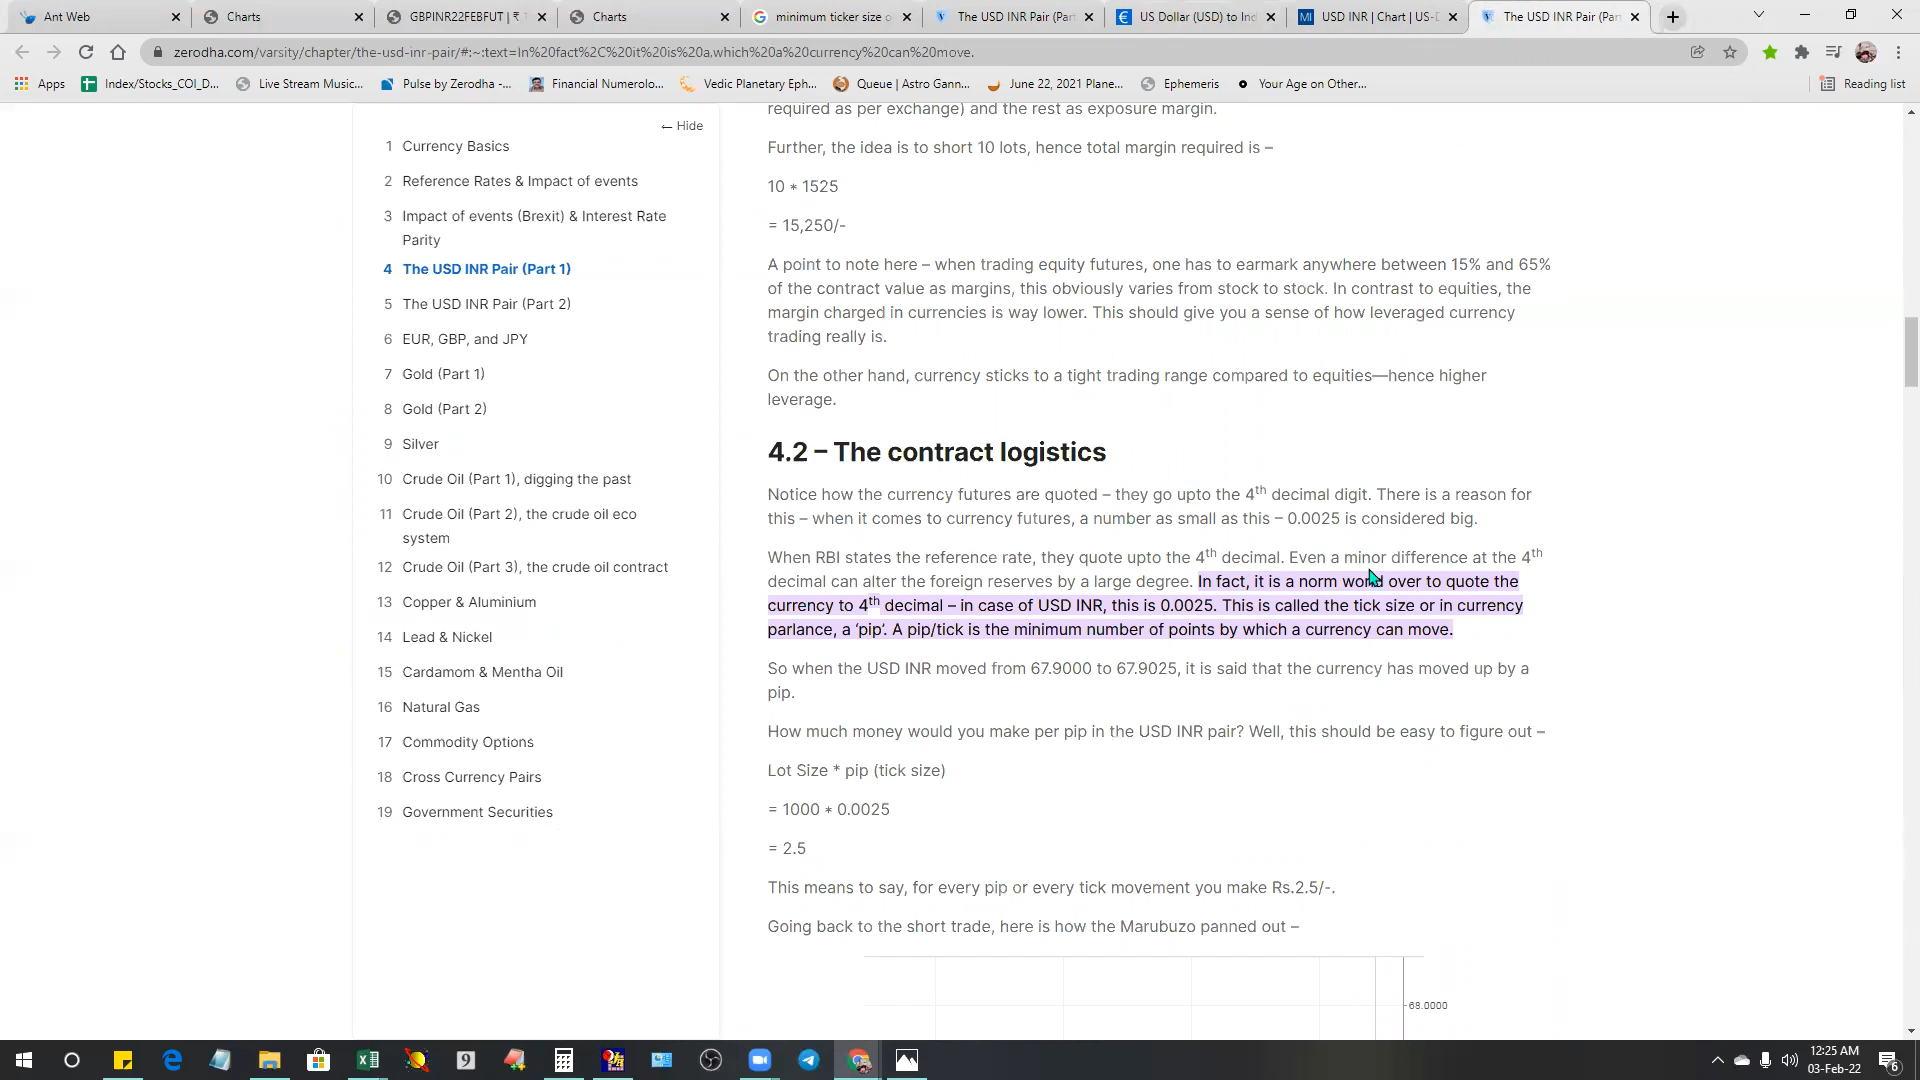 Ant Web
Charts
GBPINR22FEBFUT | ₹ 1
Charts
minimum ticker size o
The USD INR Pair (Part
US Dollar (USD) to Ind
USD INR | Chart | US-D
The USD INR Pair (Part
zerodha.com/varsity/chapter/the-usd-inr-pair/#:~:text=In%20fact%2C%20it%20is%20a,which%20a%20currency%20can%20move.
Apps
Index/Stocks_COI_D...
Live Stream Music...
Pulse by Zerodha -...
Financial Numerolo...
Vedic Planetary Eph...
Queue | Astro Gann...
June 22, 2021 Plane...
Ephemeris
Your Age on Other...
Reading list
← Hide
1 Currency Basics
2 Reference Rates & Impact of events
3 Impact of events (Brexit) & Interest Rate
Parity
4 The USD INR Pair (Part 1)
5 The USD INR Pair (Part 2)
6 EUR, GBP, and JPY
7 Gold (Part 1)
8 Gold (Part 2)
9 Silver
10 Crude Oil (Part 1), digging the past
11 Crude Oil (Part 2), the crude oil eco
system
12 Crude Oil (Part 3), the crude oil contract
13 Copper & Aluminium
14 Lead & Nickel
15 Cardamom & Mentha Oil
16 Natural Gas
17 Commodity Options
18 Cross Currency Pairs
19 Government Securities
required as per exchange) and the rest as exposure margin.
Further, the idea is to short 10 lots, hence total margin required is –
10 * 1525
= 15,250/-
A point to note here – when trading equity futures, one has to earmark anywhere between 15% and 65%
of the contract value as margins, this obviously varies from stock to stock. In contrast to equities, the
margin charged in currencies is way lower. This should give you a sense of how leveraged currency
trading really is.
On the other hand, currency sticks to a tight trading range compared to equities—hence higher
leverage.
4.2 – The contract logistics
Notice how the currency futures are quoted – they go upto the 4th decimal digit. There is a reason for
this – when it comes to currency futures, a number as small as this – 0.0025 is considered big.
When RBI states the reference rate, they quote upto the 4th decimal. Even a minor difference at the 4th
decimal can alter the foreign reserves by a large degree. In fact, it is a norm world over to quote the
currency to 4th decimal – in case of USD INR, this is 0.0025. This is called the tick size or in currency
parlance, a ‘pip’. A pip/tick is the minimum number of points by which a currency can move.
So when the USD INR moved from 67.9000 to 67.9025, it is said that the currency has moved up by a
pip.
How much money would you make per pip in the USD INR pair? Well, this should be easy to figure out –
Lot Size * pip (tick size)
= 1000 * 0.0025
= 2.5
This means to say, for every pip or every tick movement you make Rs.2.5/-.
Going back to the short trade, here is how the Marubuzo panned out –
68.0000
12:25 AM
03-Feb-22
6